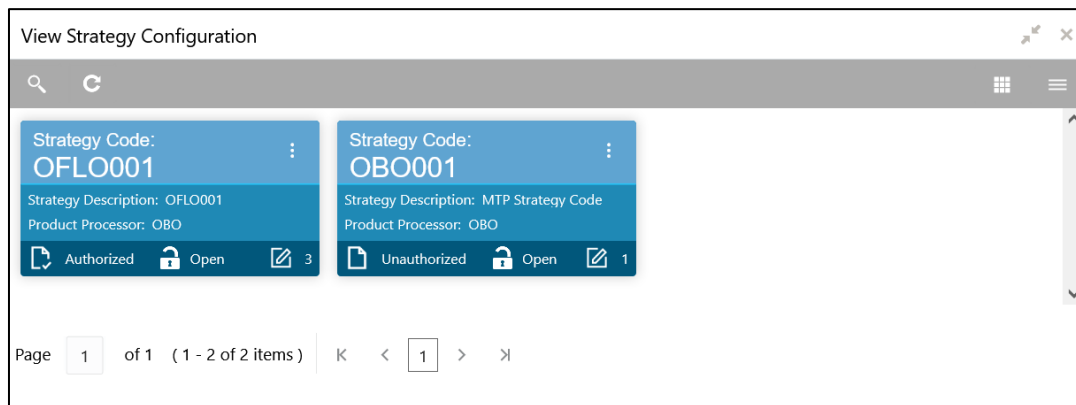 View Strategy Configuration
Strategy Code:
OFLO001
Strategy Description: OFLO001
Product Processor: OBO
Authorized Open 3
Strategy Code:
OBO001
Strategy Description: MTP Strategy Code
Product Processor: OBO
Unauthorized Open 1
Page 1 of 1 ( 1 - 2 of 2 items ) 1